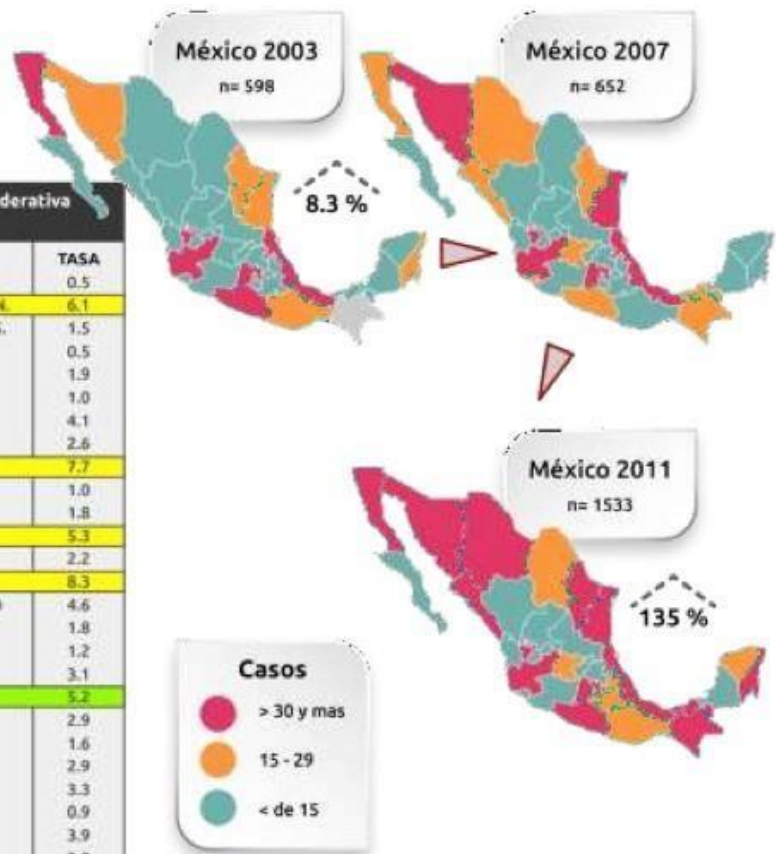 México 2003
n= 598
México 2007
n= 652
8.3 %
derativa
TASA
0.5
N. 6.1
1.5
0.5
1.9
1.0
4.1
2.6
7.7
1.0
1.8
5.3
2.2
8.3
4.6
1.8
1.2
3.1
5.2
2.9
1.6
2.9
3.3
0.9
3.9
México 2011
n= 1533
135 %
Casos
> 30 y mas
15 - 29
< de 15